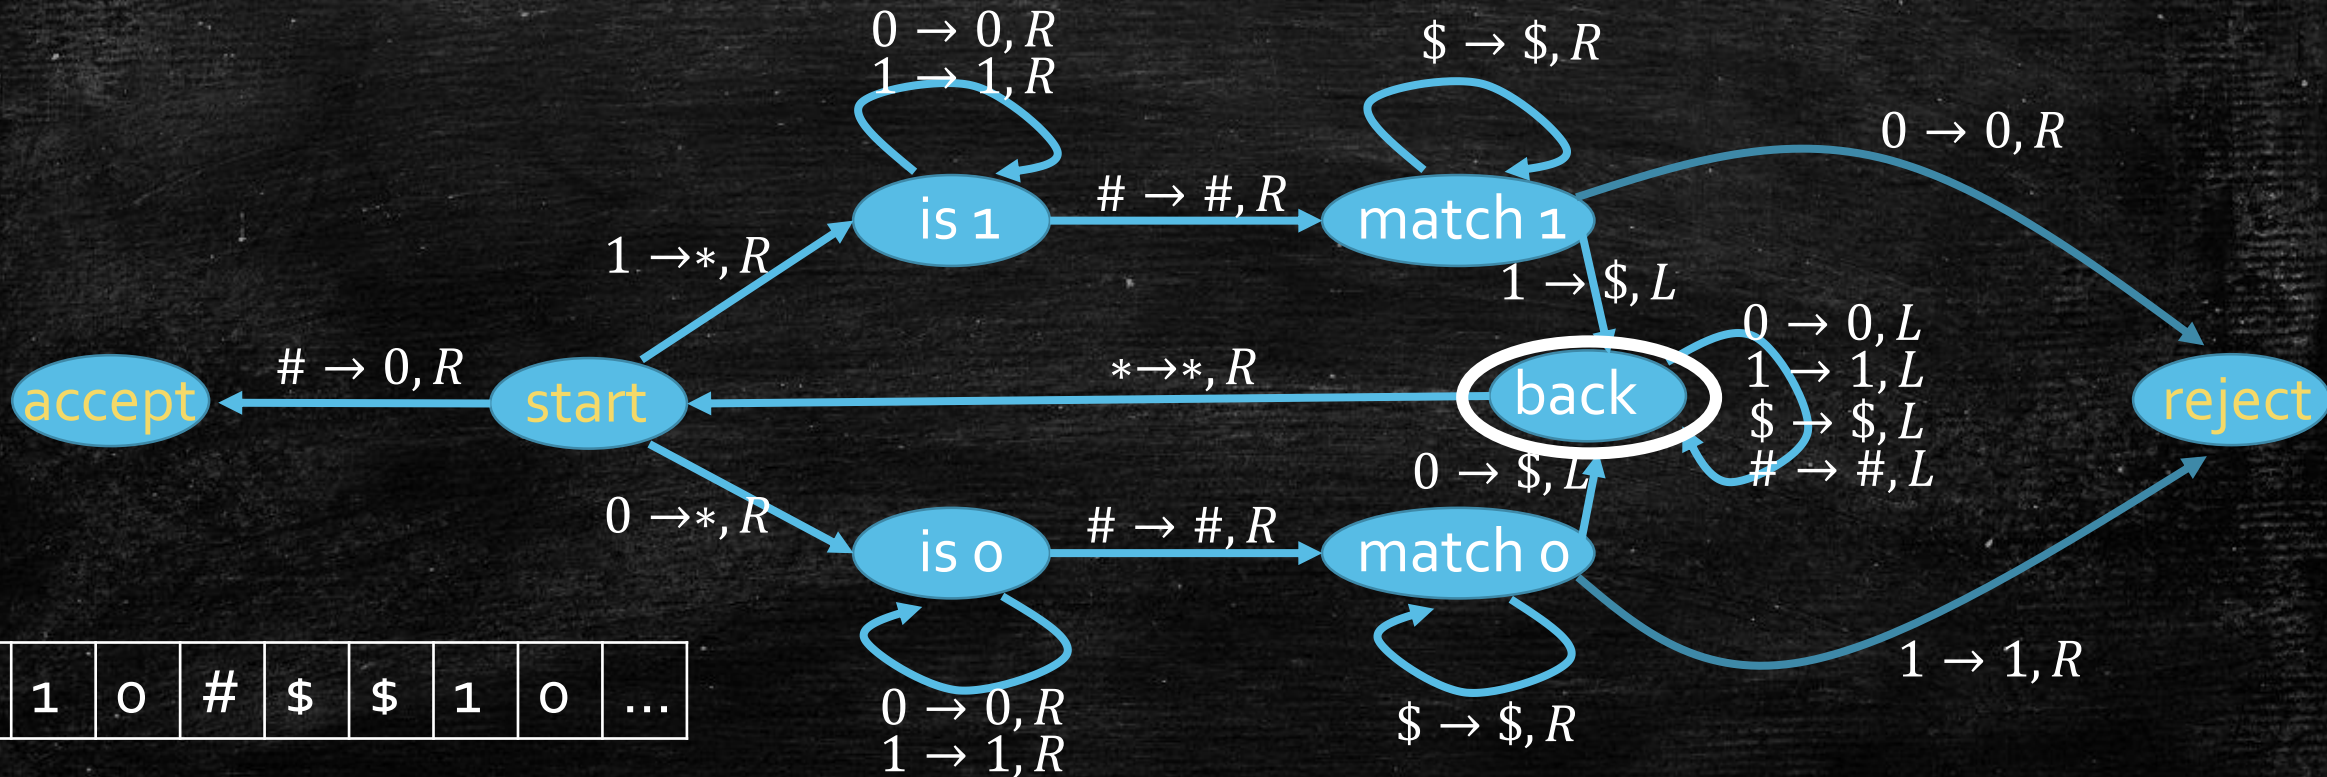 0 → 0, R
1 → 1, R
$ → $, R
0 → 0, R
is 1
# → #, R
match 1
1 →*, R
1 → $, L
0 → 0, L
1 → 1, L
$ → $, L
# → #, L
accept
# → 0, R
start
*→*, R
back
reject
0 → $, L
0 →*, R
is 0
# → #, R
match 0
1 → 1, R
0 → 0, R
1 → 1, R
$ → $, R
1 0 # $ $ 1 0 ...